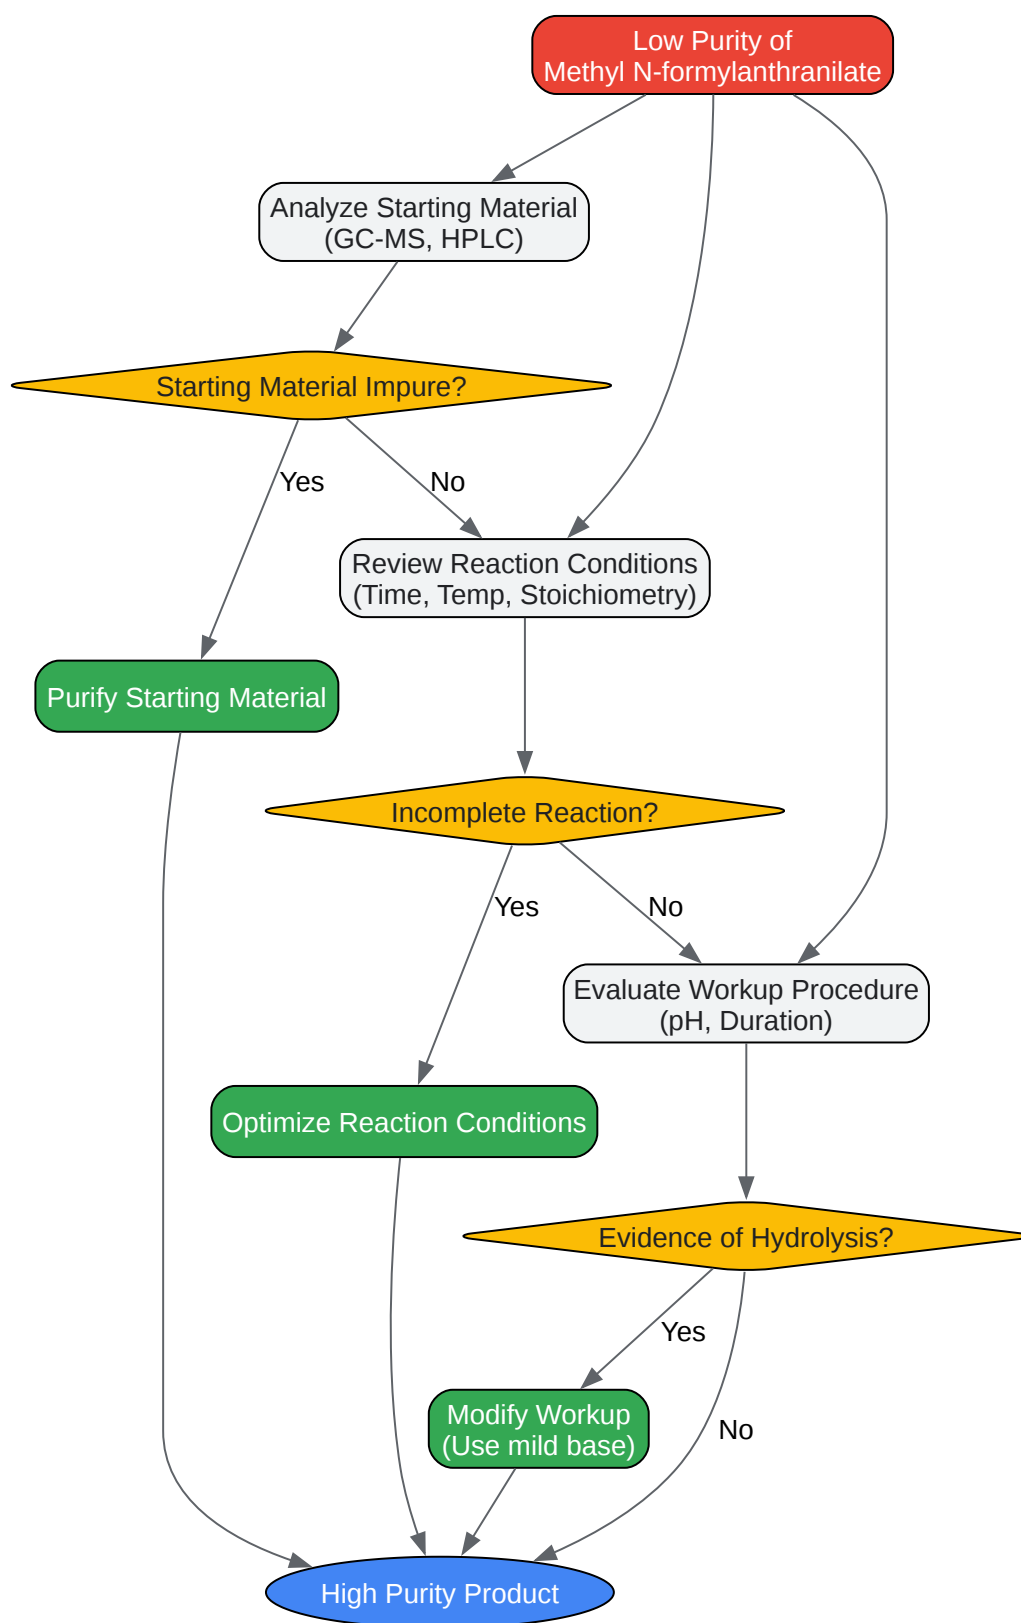 Low Purity of
Methyl N-formylanthranilate
Analyze Starting Material
(GC-MS, HPLC)
Starting Material Impure?
Yes
No
Review Reaction Conditions
(Time, Temp, Stoichiometry)
Purify Starting Material
Incomplete Reaction?
Yes
No
Evaluate Workup Procedure
(pH, Duration)
Optimize Reaction Conditions
Evidence of Hydrolysis?
Yes
Modify Workup
(Use mild base)
No
High Purity Product